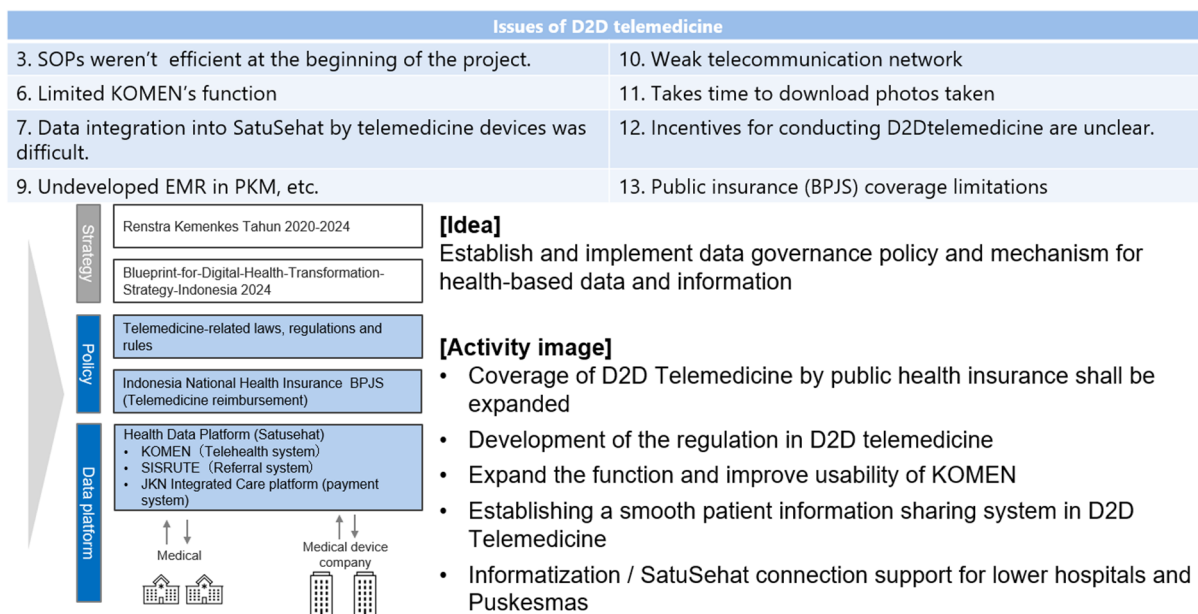 Issues of D2D telemedicine
3. SOPs weren't  efficient at the beginning of the project.
10. Weak telecommunication network
6. Limited KOMEN's function
11. Takes time to download photos taken
7. Data integration into SatuSehat by telemedicine devices was
difficult.
12. Incentives for conducting D2Dtelemedicine are unclear.
9. Undeveloped EMR in PKM, etc.
13. Public insurance (BPJS) coverage limitations
Strategy
Renstra Kemenkes Tahun 2020-2024
Blueprint-for-Digital-Health-Transformation-
Strategy-Indonesia 2024
Policy
Telemedicine-related laws, regulations and
rules
Indonesia National Health Insurance  BPJS
(Telemedicine reimbursement)
Data platform
Health Data Platform (Satusehat)
• KOMEN（Telehealth system）
• SISRUTE（Referral system）
• JKN Integrated Care platform (payment
system)
Medical
Medical device
company
[Idea]
Establish and implement data governance policy and mechanism for
health-based data and information
[Activity image]
• Coverage of D2D Telemedicine by public health insurance shall be
expanded
• Development of the regulation in D2D telemedicine
• Expand the function and improve usability of KOMEN
• Establishing a smooth patient information sharing system in D2D
Telemedicine
• Informatization / SatuSehat connection support for lower hospitals and
Puskesmas